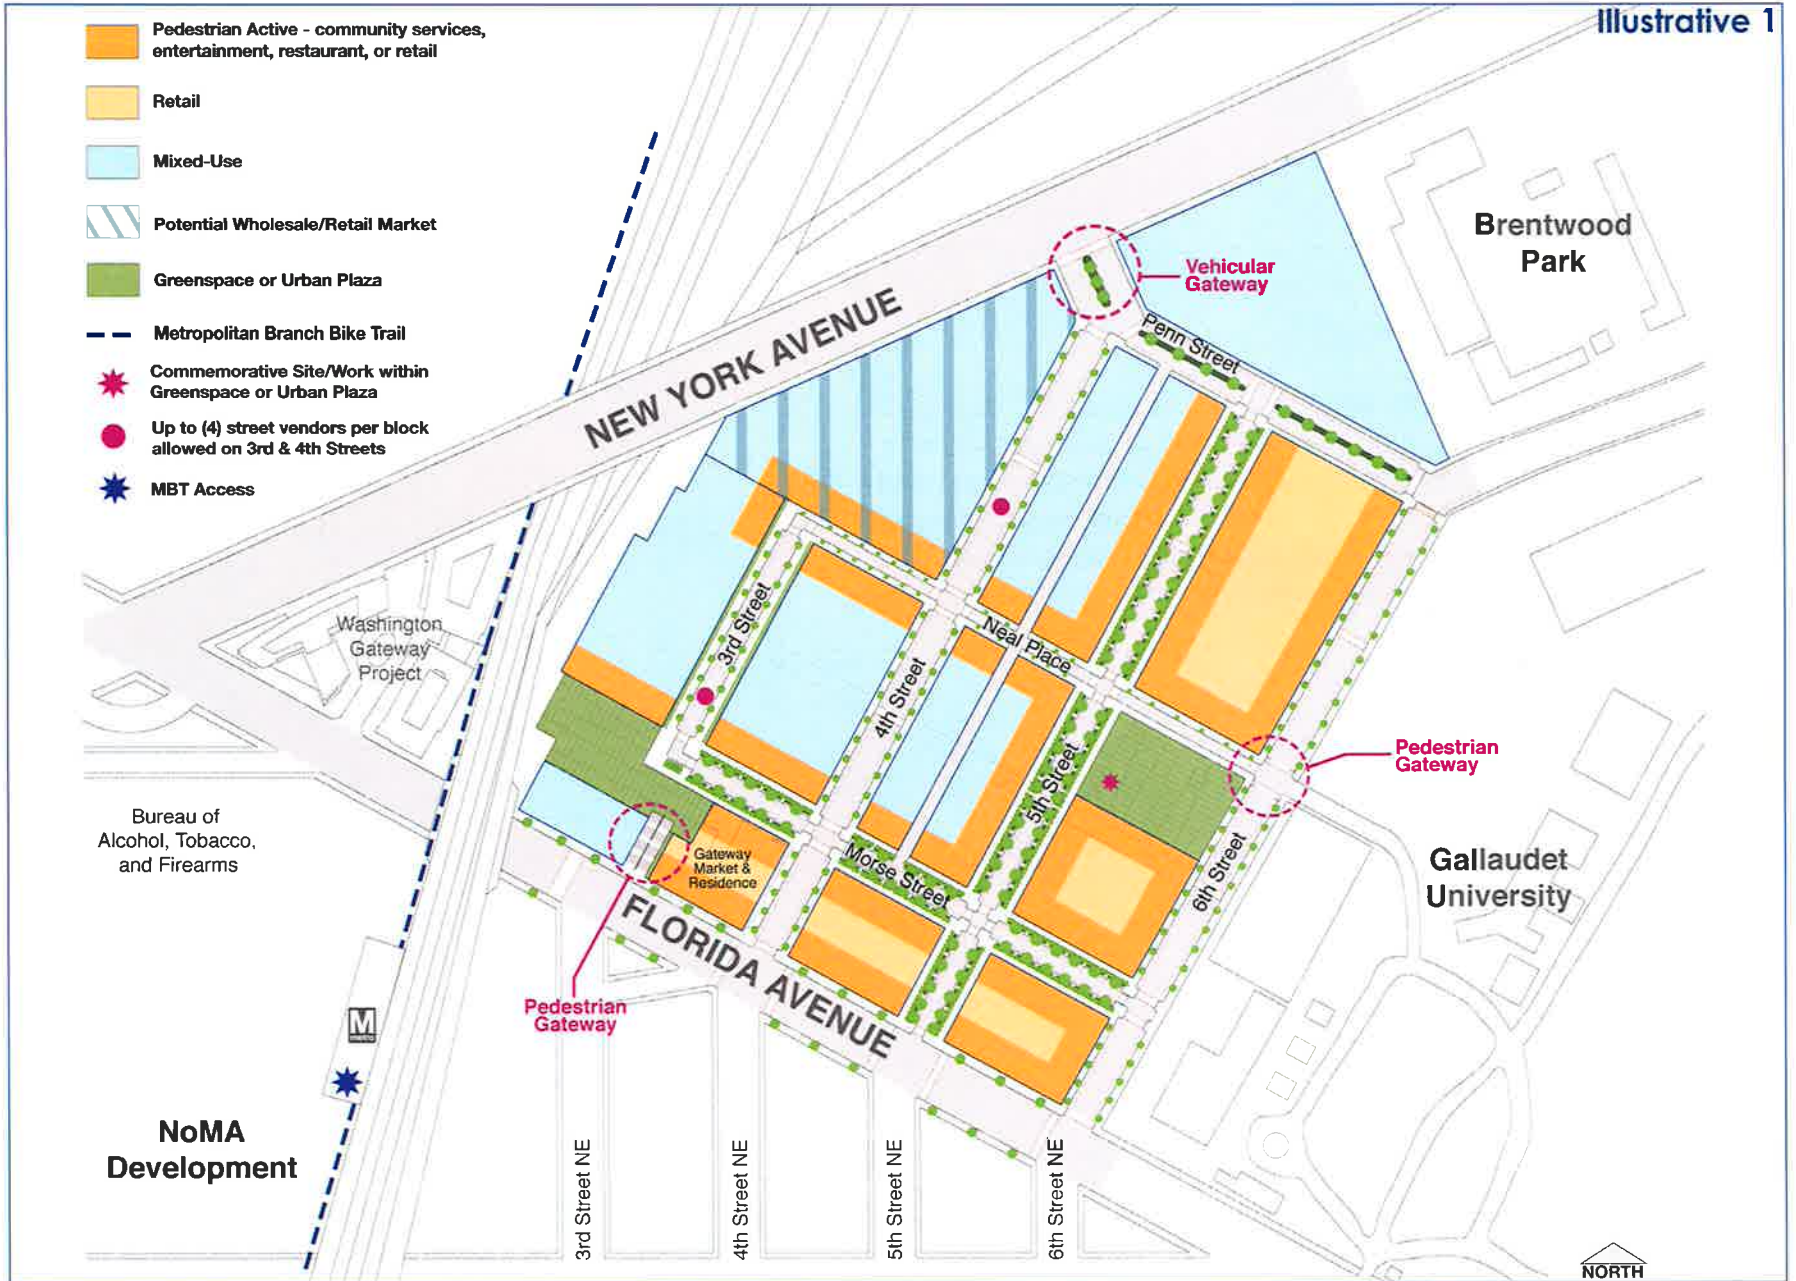 Illustrative 1
Pedestrian Active - community services,
entertainment, restaurant, or retail
Retail
Mixed-Use
Potential Wholesale/Retail Market
Greenspace or Urban Plaza
Metropolitan Branch Bike Trail
Commemorative Site/Work within
Greenspace or Urban Plaza
Up to (4) street vendors per block
allowed on 3rd & 4th Streets
MBT Access
Brentwood
Park
Vehicular
Gateway
NEW YORK AVENUE
Penn Street
Washington
Gateway
Project
3rd Street
Neal Place
4th Street
5th Street
Pedestrian
Gateway
Bureau of
Alcohol, Tobacco,
and Firearms
Gateway
Market &
Residence
Morse Street
6th Street
Gallaudet
University
FLORIDA AVENUE
Pedestrian
Gateway
M
metro
NoMA
Development
3rd Street NE
4th Street NE
5th Street NE
6th Street NE
NORTH